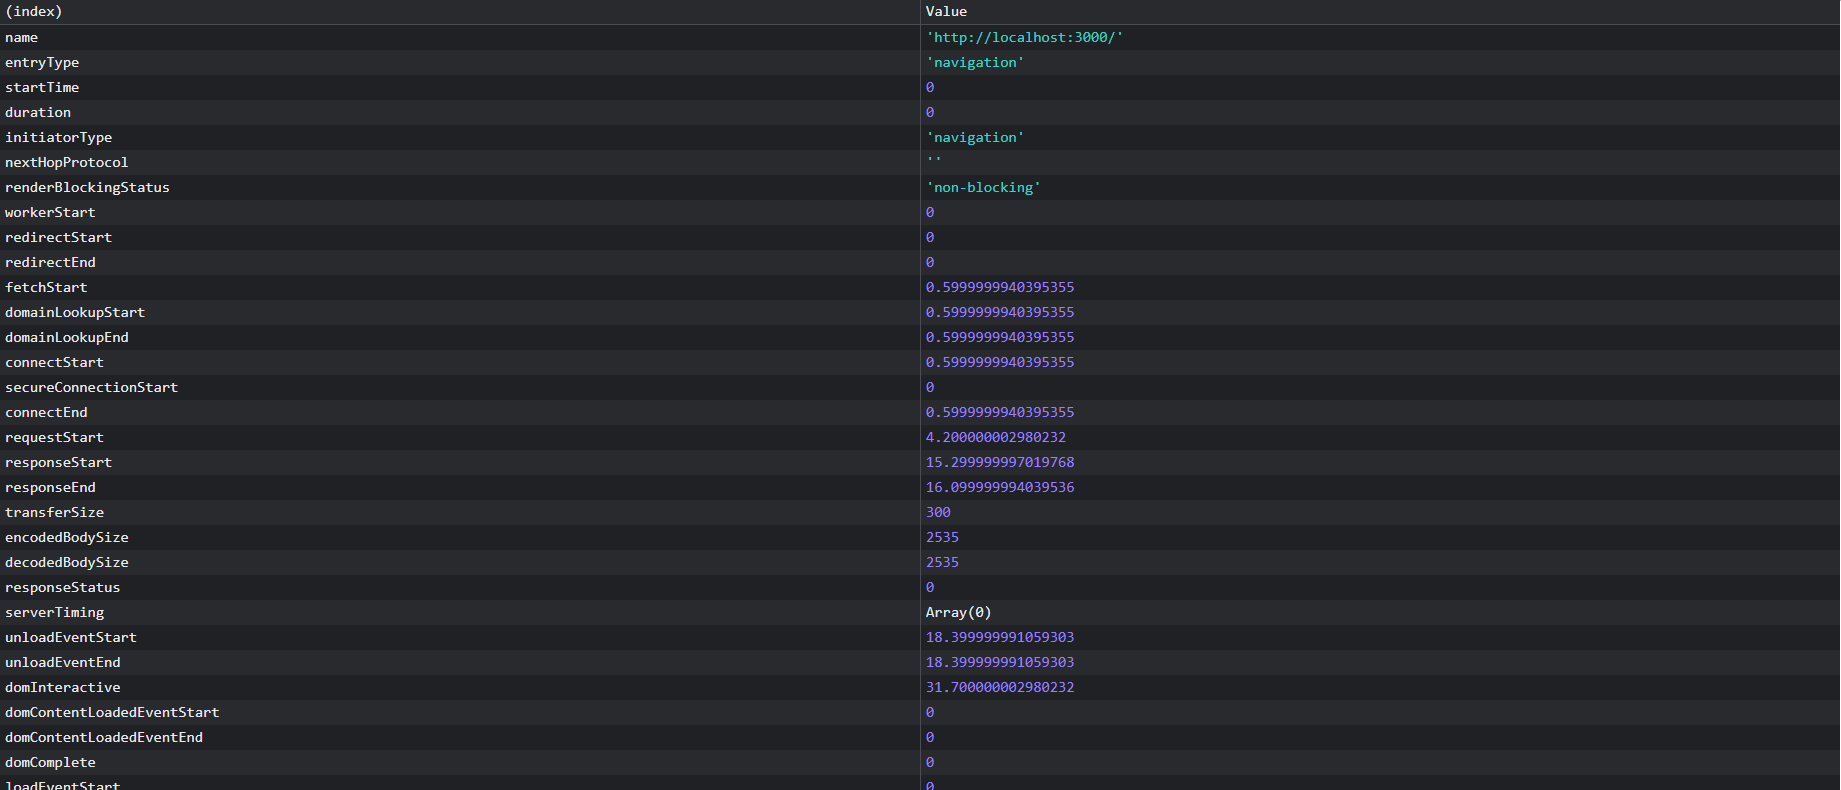 (index) Value
name 'http://localhost:3000/'
entryType 'navigation'
startTime 0
duration 0
initiatorType 'navigation'
nextHopProtocol ''
renderBlockingStatus 'non-blocking'
workerStart 0
redirectStart 0
redirectEnd 0
fetchStart 0.5999999940395355
domainLookupStart 0.5999999940395355
domainLookupEnd 0.5999999940395355
connectStart 0.5999999940395355
secureConnectionStart 0
connectEnd 0.5999999940395355
requestStart 4.200000002980232
responseStart 15.299999997019768
responseEnd 16.099999994039536
transferSize 300
encodedBodySize 2535
decodedBodySize 2535
responseStatus 0
serverTiming Array(0)
unloadEventStart 18.399999991059303
unloadEventEnd 18.399999991059303
domInteractive 31.700000002980232
domContentLoadedEventStart 0
domContentLoadedEventEnd 0
domComplete 0
loadEventStart 0